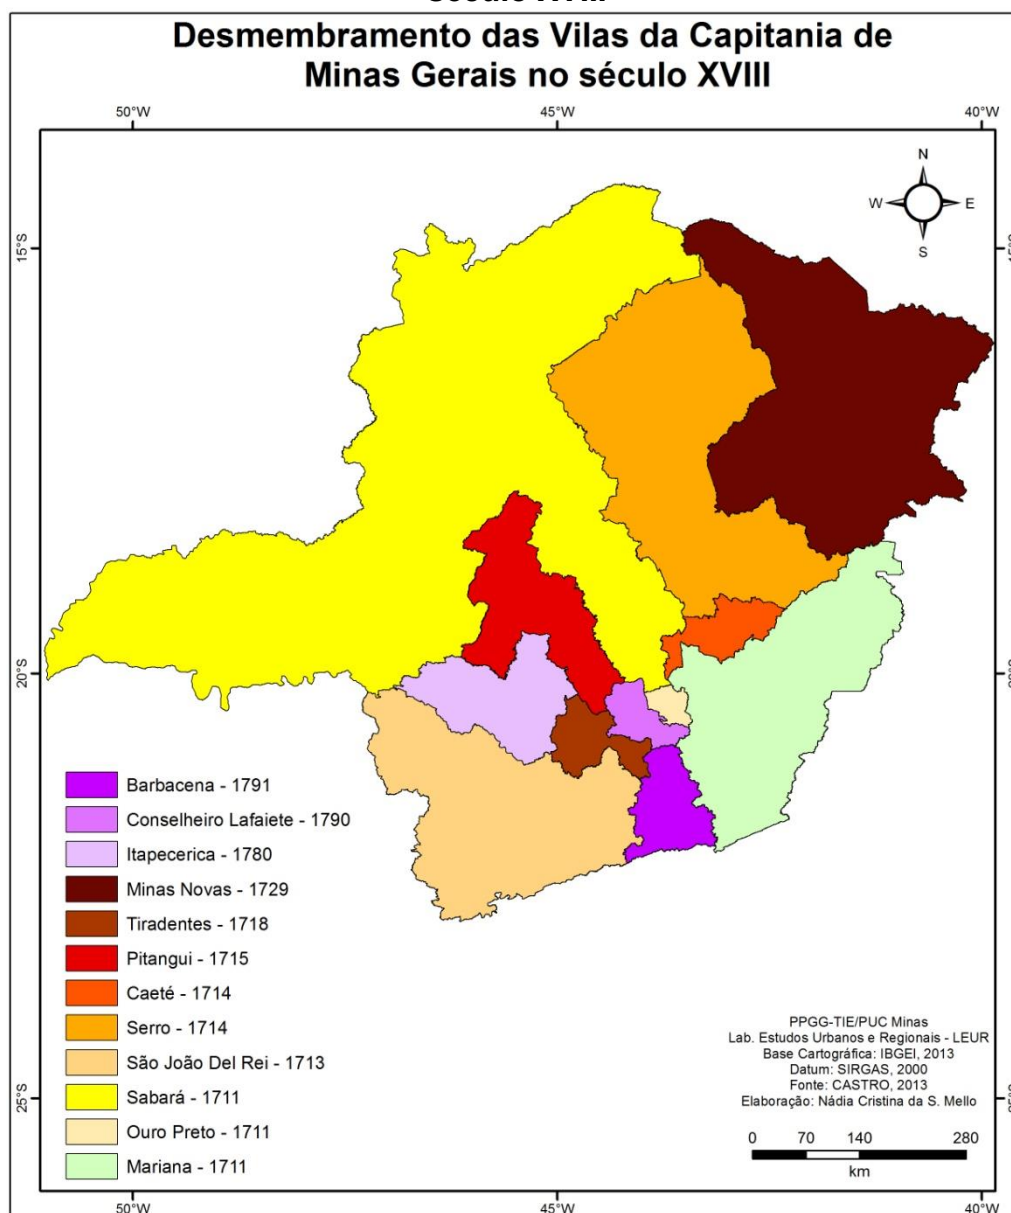 Desmembramento das Vilas da Capitania de
Minas Gerais no século XVIII
50°W
45°W
40°W
N
W
E
S
15°S
20°S
25°S
Barbacena - 1791
Conselheiro Lafaiete - 1790
Itapecerica - 1780
Minas Novas - 1729
Tiradentes - 1718
Pitangui - 1715
Caeté - 1714
Serro - 1714
São João Del Rei - 1713
Sabará - 1711
Ouro Preto - 1711
Mariana - 1711
PPGG-TIE/PUC Minas
Lab. Estudos Urbanos e Regionais - LEUR
Base Cartográfica: IBGEI, 2013
Datum: SIRGAS, 2000
Fonte: CASTRO, 2013
Elaboração: Nádia Cristina da S. Mello
0 70 140 280
km
50°W
45°W
40°W